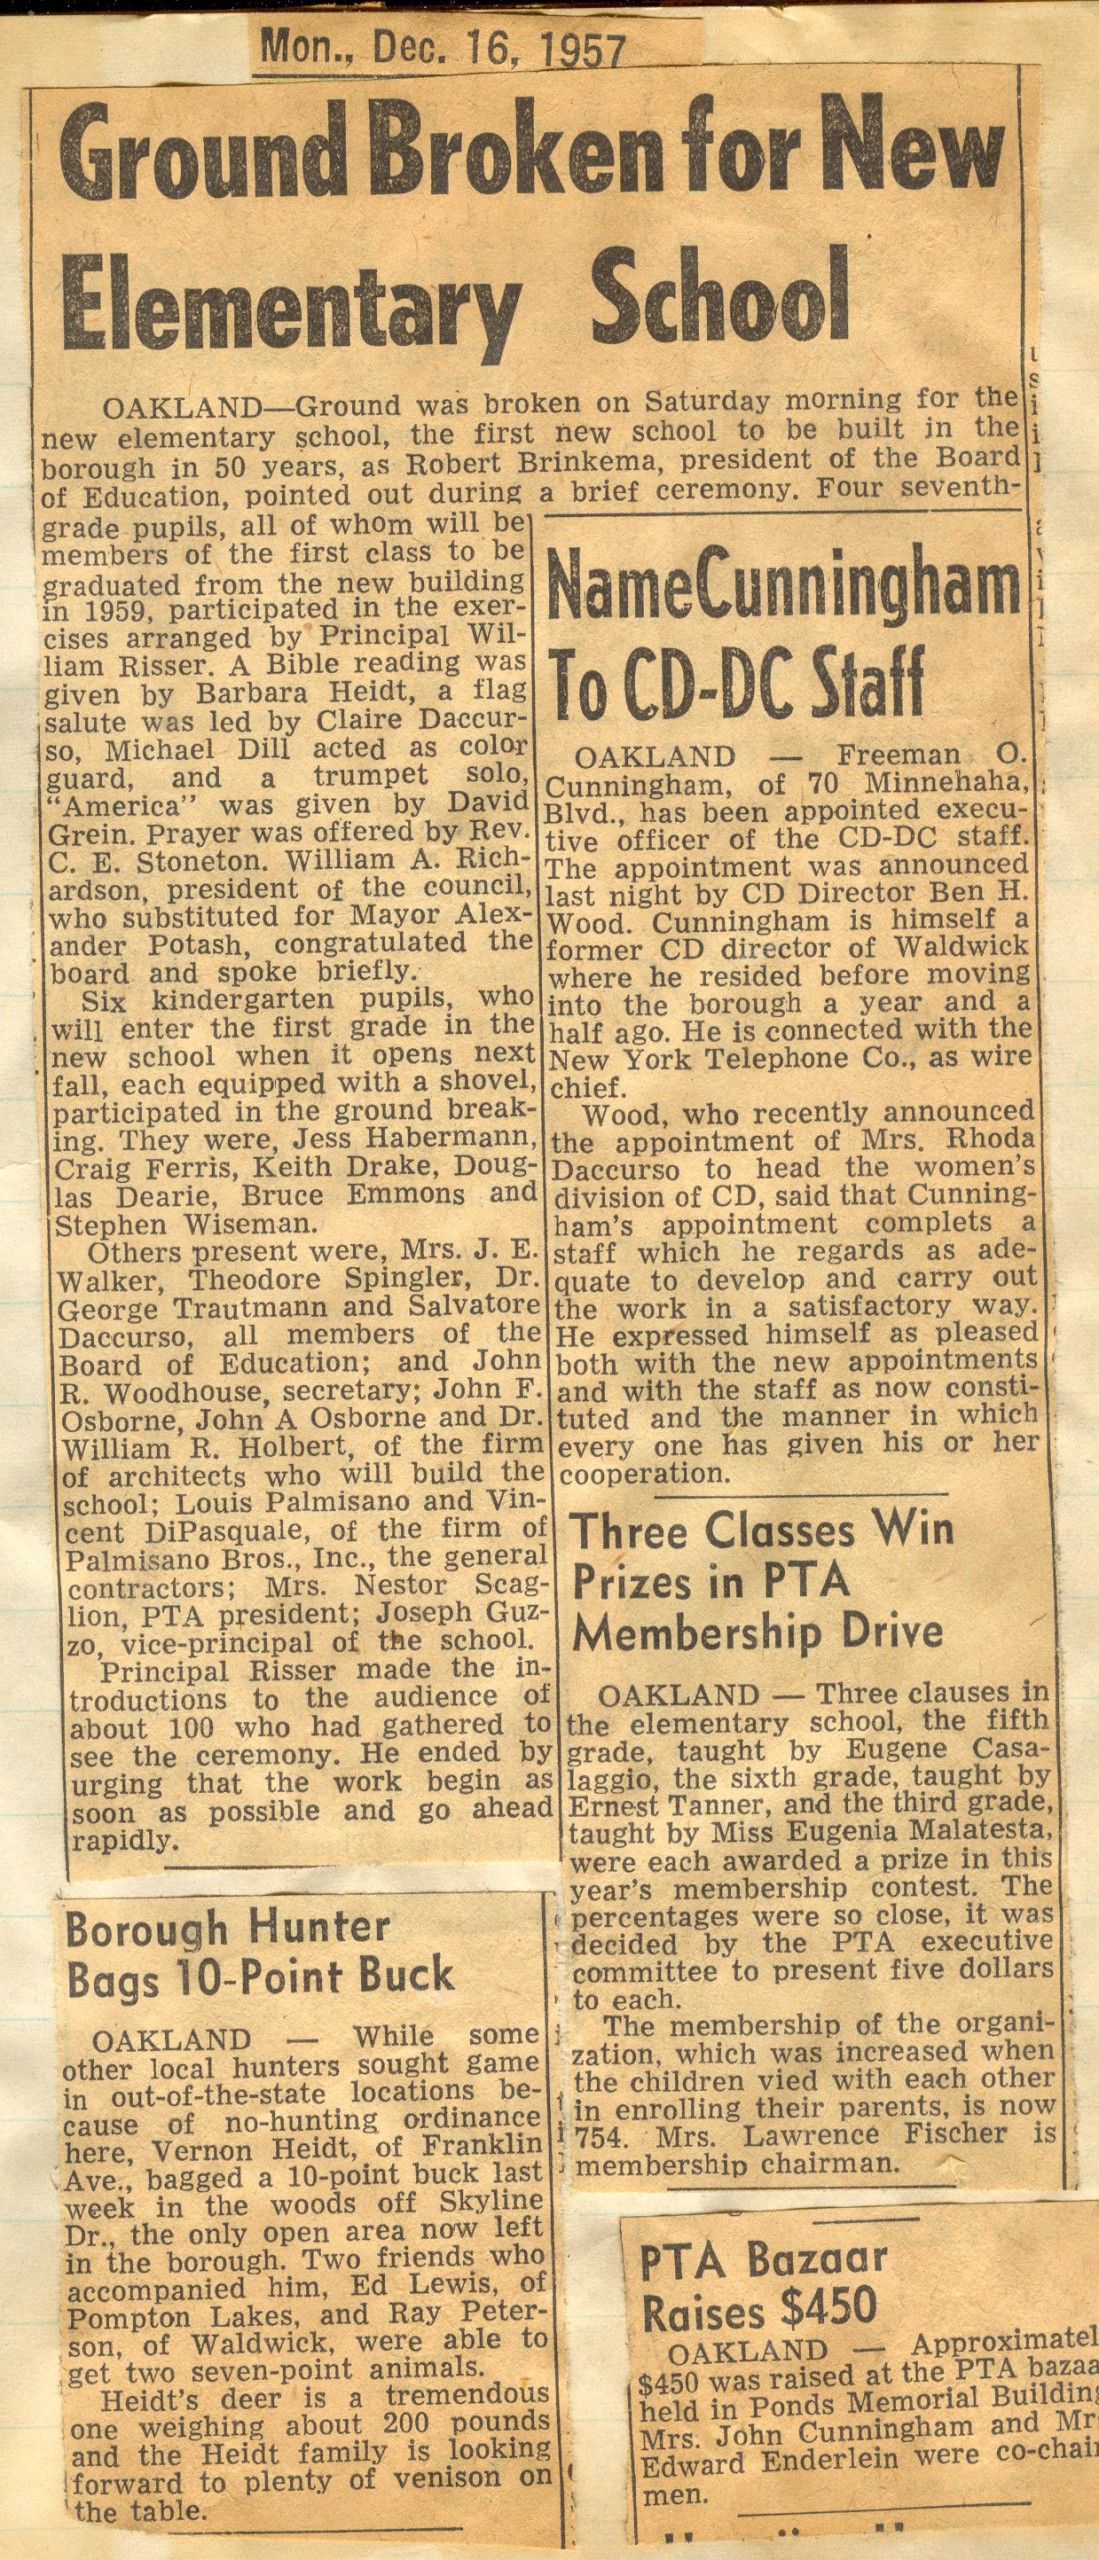 Mon., Dec. 16, 1957
Ground Broken for New
Elementary School
OAKLAND—Ground was broken on Saturday morning for the
new elementary school, the first new school to be built in the
borough in 50 years, as Robert Brinkema, president of the Board
of Education, pointed out during a brief ceremony. Four seventh-
grade pupils, all of whom will be
members of the first class to be
graduated from the new building
in 1959, participated in the exer-
cises arranged by Principal Wil-
liam Risser. A Bible reading was
given by Barbara Heidt, a flag
salute was led by Claire Daccur-
so, Michael Dill acted as color
guard, and a trumpet solo,
"America" was given by David
Grein. Prayer was offered by Rev.
C. E. Stoneton. William A. Rich-
ardson, president of the council,
who substituted for Mayor Alex-
ander Potash, congratulated the
board and spoke briefly.
Six kindergarten pupils, who
will enter the first grade in the
new school when it opens next
fall, each equipped with a shovel,
participated in the ground break-
ing. They were, Jess Habermann,
Craig Ferris, Keith Drake, Doug-
las Dearie, Bruce Emmons and
Stephen Wiseman.
Others present were, Mrs. J. E.
Walker, Theodore Spingler, Dr.
George Trautmann and Salvatore
Daccurso, all members of the
Board of Education; and John
R. Woodhouse, secretary; John F.
Osborne, John A Osborne and Dr.
William R. Holbert, of the firm
of architects who will build the
school; Louis Palmisano and Vin-
cent DiPasquale, of the firm of
Palmisano Bros., Inc., the general
contractors; Mrs. Nestor Scag-
lion, PTA president; Joseph Guz-
zo, vice-principal of the school.
Principal Risser made the in-
troductions to the audience of
about 100 who had gathered to
see the ceremony. He ended by
urging that the work begin as
soon as possible and go ahead
rapidly.
Name Cunningham
To CD-DC Staff
OAKLAND — Freeman O.
Cunningham, of 70 Minnehaha,
Blvd., has been appointed execu-
tive officer of the CD-DC staff.
The appointment was announced
last night by CD Director Ben H.
Wood. Cunningham is himself a
former CD director of Waldwick
where he resided before moving
into the borough a year and a
half ago. He is connected with the
New York Telephone Co., as wire
chief.
Wood, who recently announced
the appointment of Mrs. Rhoda
Daccurso to head the women's
division of CD, said that Cunning-
ham's appointment complets a
staff which he regards as ade-
quate to develop and carry out
the work in a satisfactory way.
He expressed himself as pleased
both with the new appointments
and with the staff as now consti-
tuted and the manner in which
every one has given his or her
cooperation.
Three Classes Win
Prizes in PTA
Membership Drive
OAKLAND — Three clauses in
the elementary school, the fifth
grade, taught by Eugene Casa-
laggio, the sixth grade, taught by
Ernest Tanner, and the third grade,
taught by Miss Eugenia Malatesta,
were each awarded a prize in this
year's membership contest. The
percentages were so close, it was
decided by the PTA executive
committee to present five dollars
to each.
The membership of the organi-
zation, which was increased when
the children vied with each other
in enrolling their parents, is now
754. Mrs. Lawrence Fischer is
membership chairman.
Borough Hunter
Bags 10-Point Buck
OAKLAND — While some
other local hunters sought game
in out-of-the-state locations be-
cause of no-hunting ordinance
here, Vernon Heidt, of Franklin
Ave., bagged a 10-point buck last
week in the woods off Skyline
Dr., the only open area now left
in the borough. Two friends who
accompanied him, Ed Lewis, of
Pompton Lakes, and Ray Peter-
son, of Waldwick, were able to
get two seven-point animals.
Heidt's deer is a tremendous
one weighing about 200 pounds
and the Heidt family is looking
forward to plenty of venison on
the table.
PTA Bazaar
Raises $450
OAKLAND — Approximatel
$450 was raised at the PTA bazaa
held in Ponds Memorial Building
Mrs. John Cunningham and Mr
Edward Enderlein were co-chair
men.